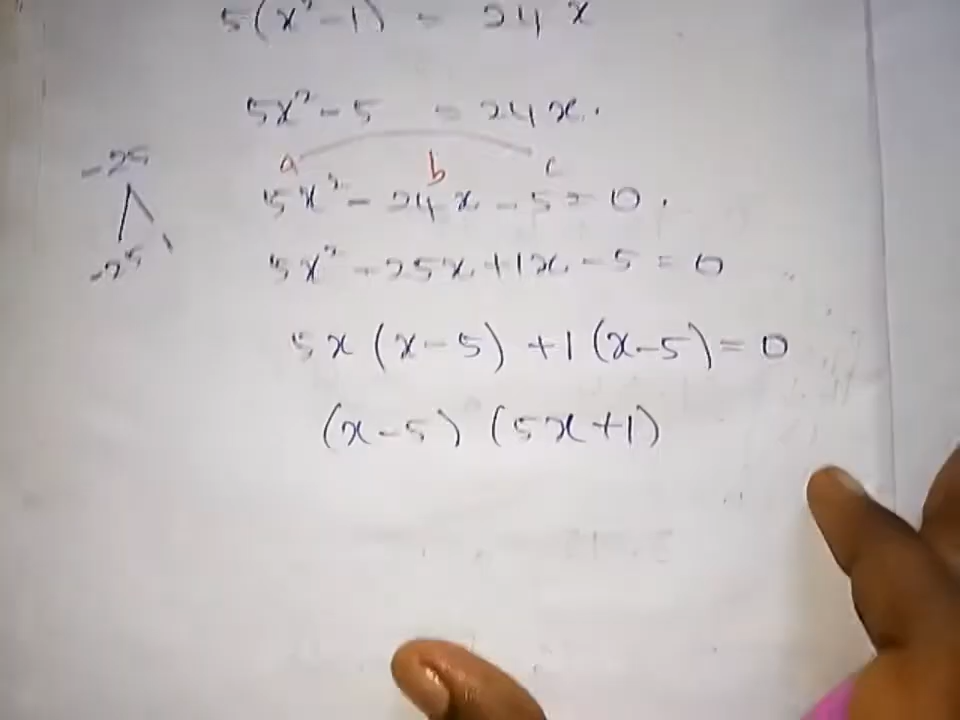 5(x² - 1) = 24x
5x² - 5 = 24x.
-25
a b c
5x² - 24x - 5 = 0.
-25 1
5x² - 25x + 1x - 5 = 0
5x (x - 5) + 1 (x - 5) = 0
(x - 5) (5x + 1)